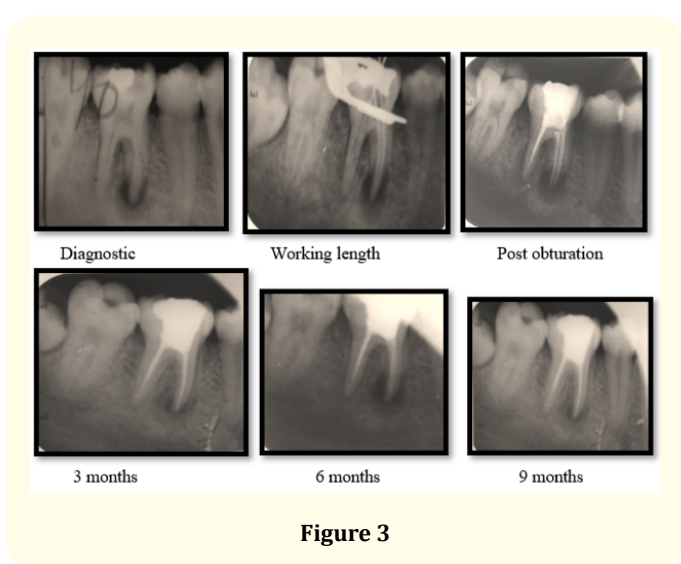 Diagnostic
Working length
Post obturation
3 months
6 months
9 months
Figure 3